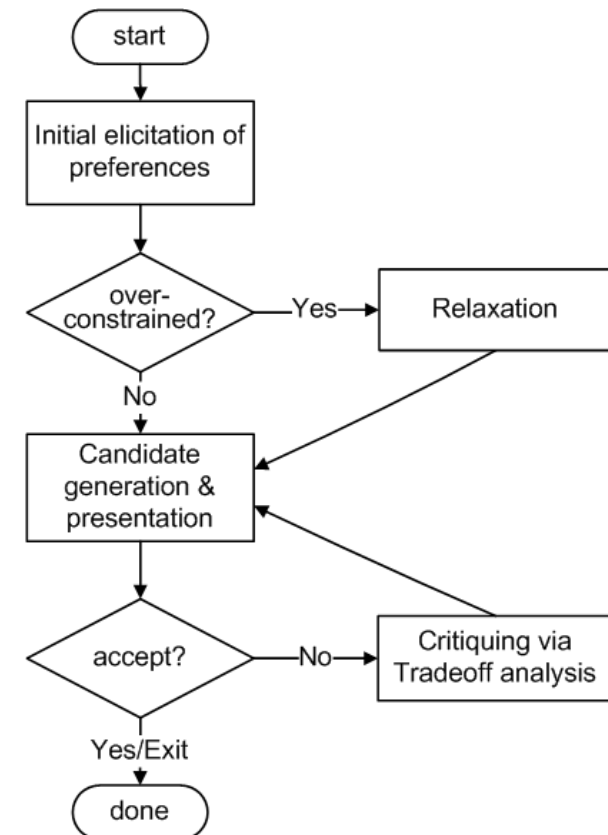 start
Initial elicitation of
preferences
over-
constrained?
Yes
Relaxation
No
Candidate
generation &
presentation
accept?
No
Critiquing via
Tradeoff analysis
Yes/Exit
done